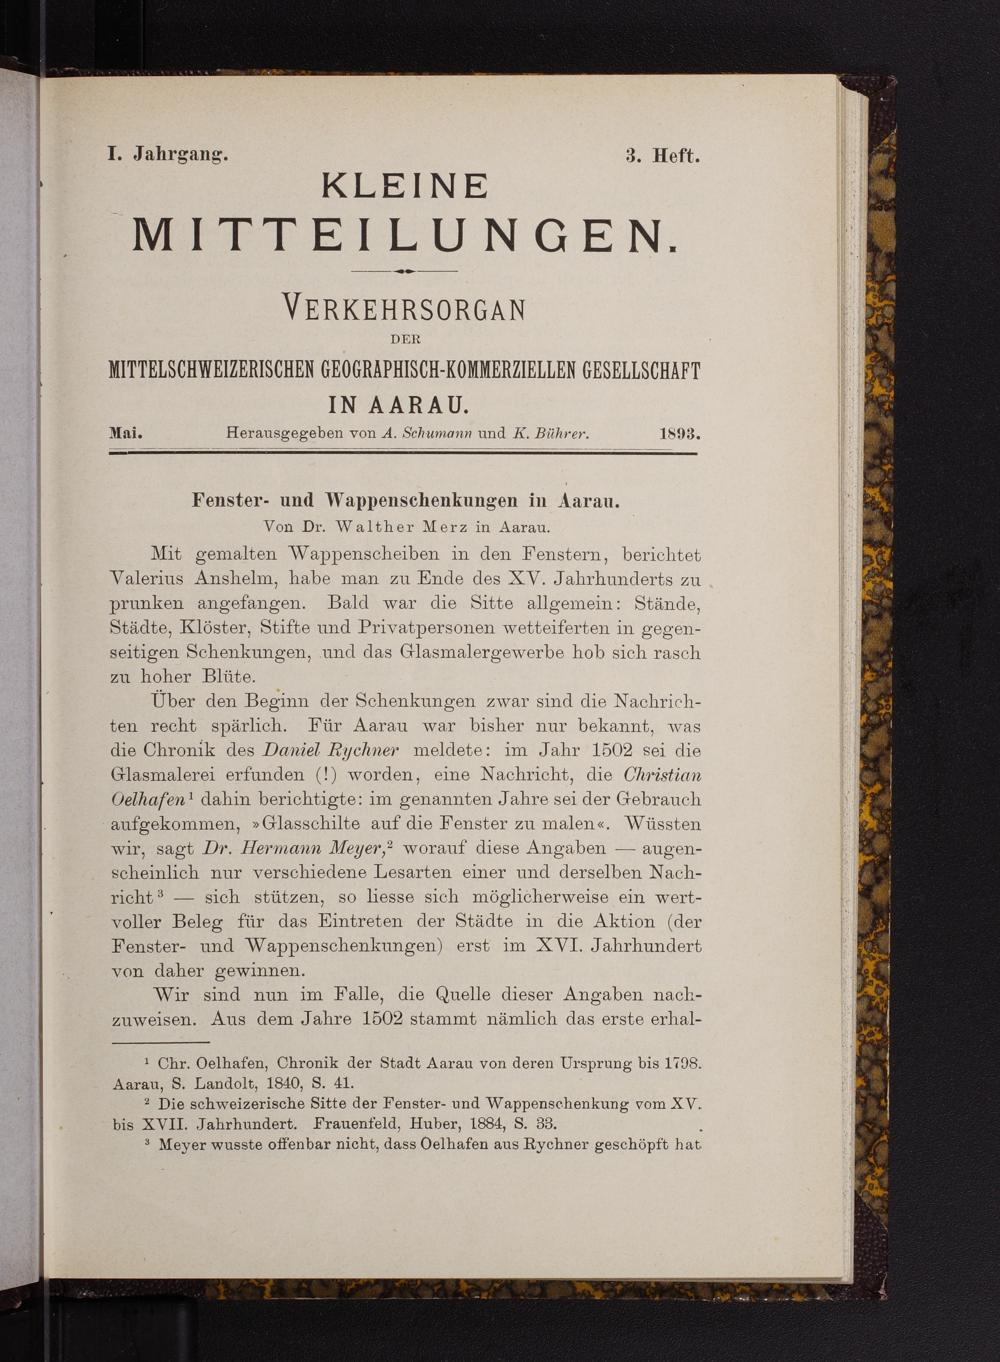 I. Jahrgang. 3. Heft.
KLEINE
MITTEILUNGEN.
VERKEHRSORGAN
DER
MITTELSCHWEIZERISCHEN GEOGRAPHISCH-KOMMERZIELLEN GESELLSCHAFT
IN AARAU.
Mai. Herausgegeben von A. Schumann und K. Bührer. 1893.
Fenster- und Wappenschenkungen in Aarau.
Von Dr. Walther Merz in Aarau.
Mit gemalten Wappenscheiben in den Fenstern, berichtet
Valerius Anshelm, habe man zu Ende des XV. Jahrhunderts zu
prunken angefangen. Bald war die Sitte allgemein: Stände,
Städte, Klöster, Stifte und Privatpersonen wetteiferten in gegen-
seitigen Schenkungen, und das Glasmalergewerbe hob sich rasch
zu hoher Blüte.
Über den Beginn der Schenkungen zwar sind die Nachrich-
ten recht spärlich. Für Aarau war bisher nur bekannt, was
die Chronik des Daniel Rychner meldete: im Jahr 1502 sei die
Glasmalerei erfunden (!) worden, eine Nachricht, die Christian
Oelhafen¹ dahin berichtigte: im genannten Jahre sei der Gebrauch
aufgekommen, »Glasschilte auf die Fenster zu malen«. Wüssten
wir, sagt Dr. Hermann Meyer,² worauf diese Angaben — augen-
scheinlich nur verschiedene Lesarten einer und derselben Nach-
richt³ — sich stützen, so liesse sich möglicherweise ein wert-
voller Beleg für das Eintreten der Städte in die Aktion (der
Fenster- und Wappenschenkungen) erst im XVI. Jahrhundert
von daher gewinnen.
Wir sind nun im Falle, die Quelle dieser Angaben nach-
zuweisen. Aus dem Jahre 1502 stammt nämlich das erste erhal-
¹ Chr. Oelhafen, Chronik der Stadt Aarau von deren Ursprung bis 1798.
Aarau, S. Landolt, 1840, S. 41.
² Die schweizerische Sitte der Fenster- und Wappenschenkung vom XV.
bis XVII. Jahrhundert. Frauenfeld, Huber, 1884, S. 33.
³ Meyer wusste offenbar nicht, dass Oelhafen aus Rychner geschöpft hat